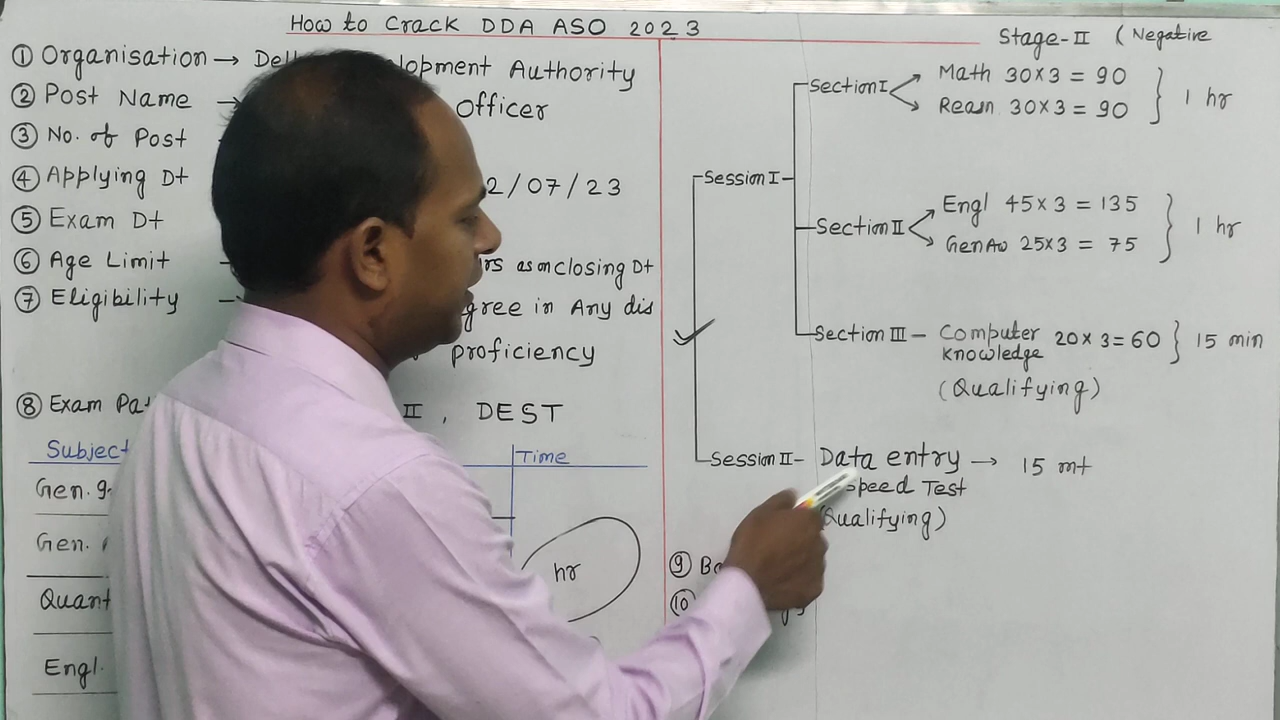 How to Crack DDA ASO 2023
① Organisation → Del lopment Authority
② Post Name → Officer
③ No. of Post
④ Applying Dt 2/07/23
⑤ Exam Dt
⑥ Age Limit rs as on closing Dt
⑦ Eligibility → gree in Any dis
proficiency
⑧ Exam Pat II , DEST
Subject Time
Gen.
Gen.
hr
Quant
Engl.
Stage-II (Negative
Session I
Section I
Math 30×3 = 90
Reasn 30×3 = 90
1 hr
Section II
Engl 45×3 = 135
Gen Aw 25×3 = 75
1 hr
Section III – Computer knowledge 20×3=60 } 15 min
(Qualifying)
Session II – Data entry → 15 mt
Speed Test
(Qualifying)
⑨
⑩